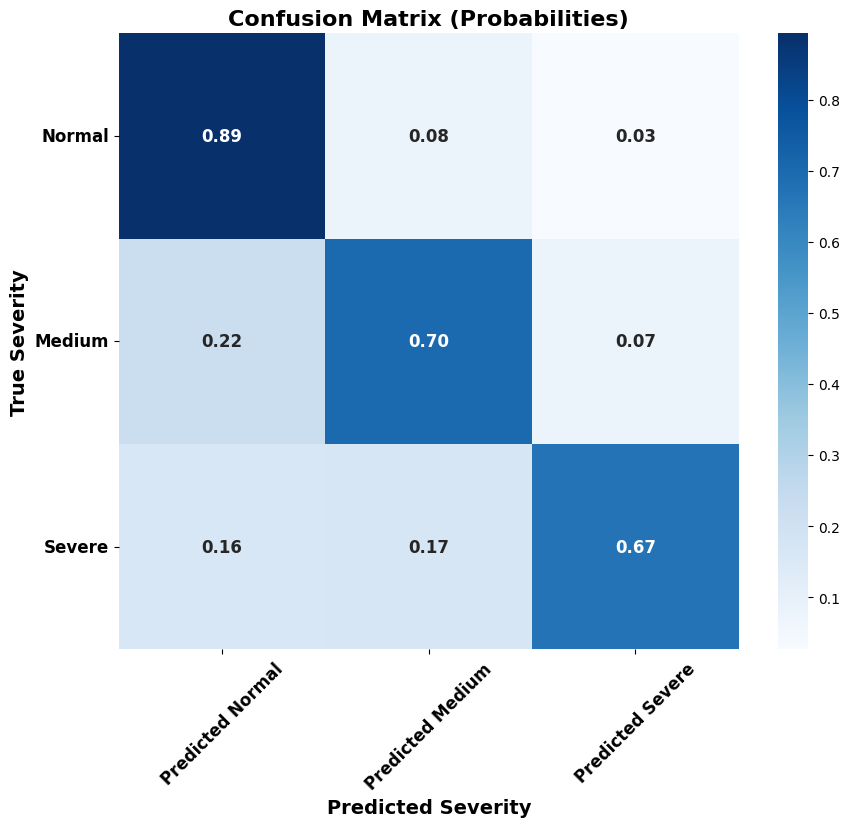 Confusion Matrix (Probabilities)
True Severity
Normal
0.89
0.08
0.03
Medium
0.22
0.70
0.07
Severe
0.16
0.17
0.67
Predicted Normal
Predicted Medium
Predicted Severe
Predicted Severity
0.8
0.7
0.6
0.5
0.4
0.3
0.2
0.1